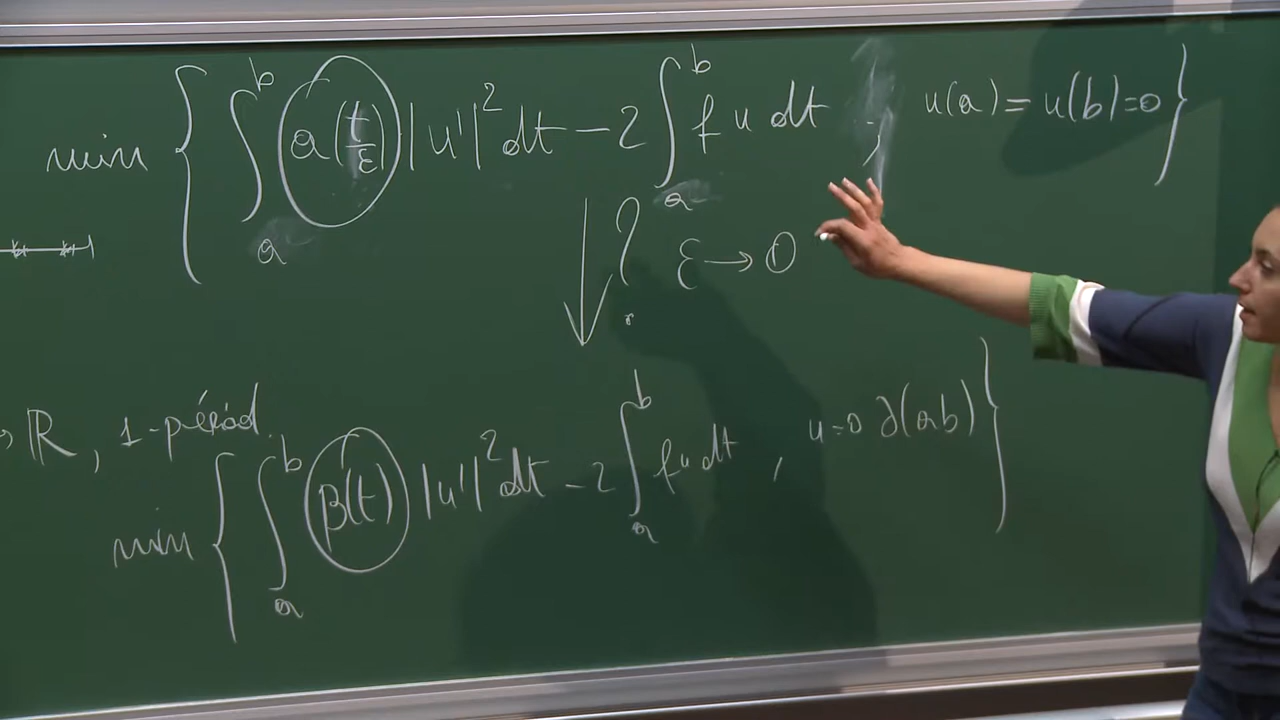 min { ∫_a^b a(t/ε) |u'|² dt − 2 ∫_a^b f u dt ; u(a) = u(b) = 0 }
↓ ? ε → 0
→ ℝ, 1-périod.
min { ∫_a^b β(t) |u'|² dt − 2 ∫_a^b f u dt , u = 0 ∂(a,b) }